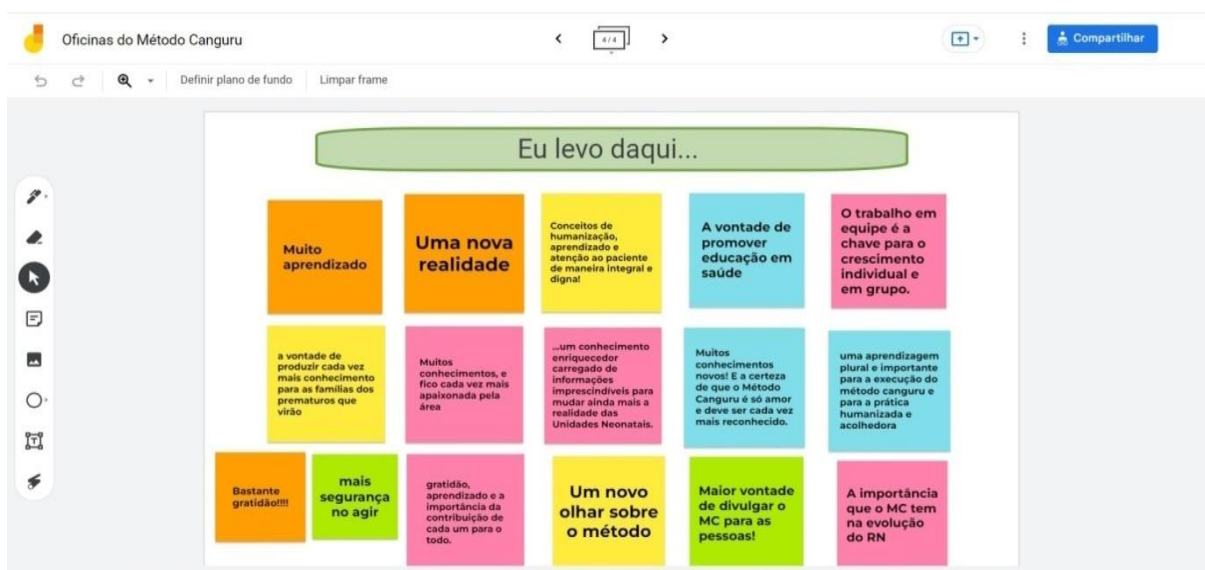 Oficinas do Método Canguru
4/4
Compartilhar
Definir plano de fundo
Limpar frame
Eu levo daqui...
Muito
aprendizado
Uma nova
realidade
Conceitos de
humanização,
aprendizado e
atenção ao paciente
de maneira integral e
digna!
A vontade de
promover
educação em
saúde
O trabalho em
equipe é a
chave para o
crescimento
individual e
em grupo.
a vontade de
produzir cada vez
mais conhecimento
para as famílias dos
prematuros que
virão
Muitos
conhecimentos, e
fico cada vez mais
apaixonada pela
área
...um conhecimento
enriquecedor
carregado de
informações
imprescindíveis para
mudar ainda mais a
realidade das
Unidades Neonatais.
Muitos
conhecimentos
novos! E a certeza
de que o Método
Canguru é só amor
e deve ser cada vez
mais reconhecido.
uma aprendizagem
plural e importante
para a execução do
método canguru e
para a prática
humanizada e
acolhedora
Bastante
gratidão!!!!
mais
segurança
no agir
gratidão,
aprendizado e a
importância da
contribuição de
cada um para o
todo.
Um novo
olhar sobre
o método
Maior vontade
de divulgar o
MC para as
pessoas!
A importância
que o MC tem
na evolução
do RN